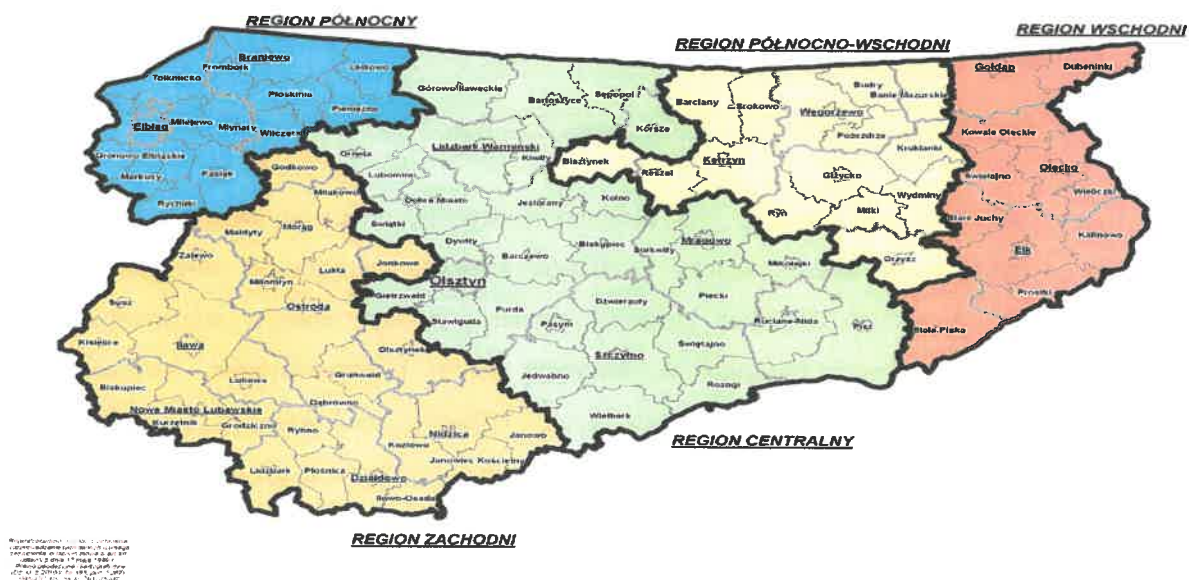 REGION PÓŁNOCNY
REGION PÓŁNOCNO-WSCHODNI
REGION WSCHODNI
Braniewo
Frombork
Tolkmicko
Lelkowo
Płoskinia
Pieniężno
Elbląg
Milejewo
Młynary
Wilczęta
Gronowo Elbląskie
Markusy
Pasłęk
Rychliki
Górowo Iławeckie
Bartoszyce
Sępopol
Korsze
Barciany
Srokowo
Węgorzewo
Budry
Banie Mazurskie
Pozezdrze
Kruklanki
Gołdap
Dubeninki
Kowale Oleckie
Olecko
Świętajno
Wieliczki
Stare Juchy
Kalinowo
Ełk
Prostki
Biała Piska
Orneta
Lidzbark Warmiński
Kiwity
Bisztynek
Reszel
Kętrzyn
Giżycko
Wydminy
Miłki
Ryn
Orzysz
Lubomino
Dobre Miasto
Jeziorany
Kolno
Świątki
Dywity
Barczewo
Biskupiec
Sorkwity
Mrągowo
Mikołajki
Godkowo
Miłakowo
Morąg
Małdyty
Zalewo
Łukta
Jonkowo
Olsztyn
Gietrzwałd
Stawiguda
Purda
Pasym
Dźwierzuty
Piecki
Ruciane-Nida
Pisz
Miłomłyn
Ostróda
Susz
Kisielice
Iława
Olsztynek
Szczytno
Świętajno
Jedwabno
Rozogi
Wielbark
Biskupiec
Lubawa
Grunwald
Dąbrówno
Nowe Miasto Lubawskie
Kurzętnik
Grodziczno
Rybno
Nidzica
Janowo
Kozłowo
Janowiec Kościelny
Lidzbark
Płośnica
Działdowo
Iłowo-Osada
REGION CENTRALNY
REGION ZACHODNI